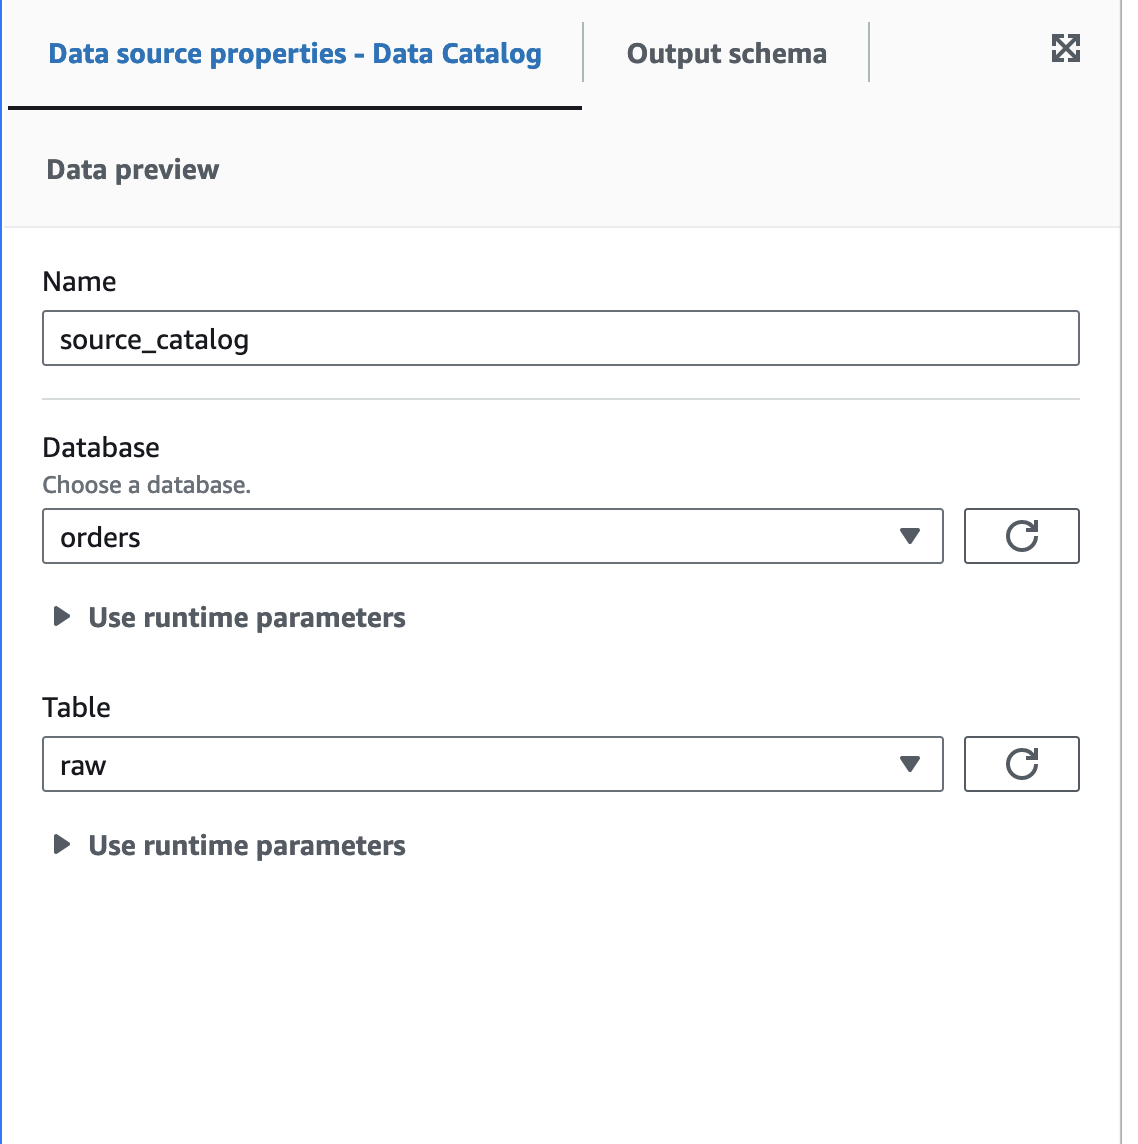 Data source properties - Data Catalog
Output schema
Data preview
Name
source_catalog
Database
Choose a database.
orders
Use runtime parameters
Table
raw
Use runtime parameters